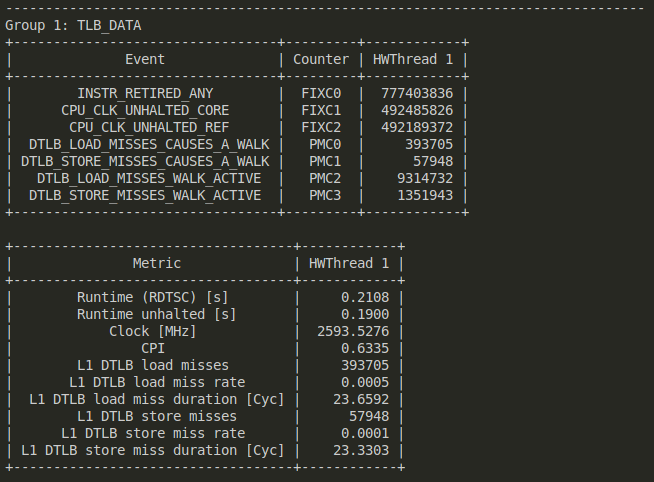 --------------------------------------------------------------------------------
Group 1: TLB_DATA
+---------------------------------+---------+------------+
|              Event              | Counter | HWThread 1 |
+---------------------------------+---------+------------+
|        INSTR_RETIRED_ANY        |  FIXC0  |  777403836 |
|      CPU_CLK_UNHALTED_CORE      |  FIXC1  |  492485826 |
|       CPU_CLK_UNHALTED_REF      |  FIXC2  |  492189372 |
|  DTLB_LOAD_MISSES_CAUSES_A_WALK |   PMC0  |     393705 |
| DTLB_STORE_MISSES_CAUSES_A_WALK |   PMC1  |      57948 |
|   DTLB_LOAD_MISSES_WALK_ACTIVE  |   PMC2  |    9314732 |
|  DTLB_STORE_MISSES_WALK_ACTIVE  |   PMC3  |    1351943 |
+---------------------------------+---------+------------+
+-----------------------------------+------------+
|               Metric              | HWThread 1 |
+-----------------------------------+------------+
|        Runtime (RDTSC) [s]        |     0.2108 |
|        Runtime unhalted [s]       |     0.1900 |
|            Clock [MHz]            |  2593.5276 |
|                CPI                |     0.6335 |
|        L1 DTLB load misses        |     393705 |
|       L1 DTLB load miss rate      |     0.0005 |
|  L1 DTLB load miss duration [Cyc] |    23.6592 |
|        L1 DTLB store misses       |      57948 |
|      L1 DTLB store miss rate      |     0.0001 |
| L1 DTLB store miss duration [Cyc] |    23.3303 |
+-----------------------------------+------------+